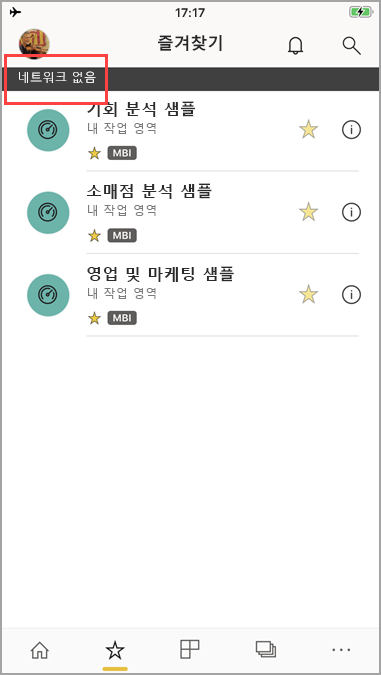 17:17
즐겨찾기
네트워크 없음
기회 분석 샘플
내 작업 영역
MBI
소매점 분석 샘플
내 작업 영역
MBI
영업 및 마케팅 샘플
내 작업 영역
MBI